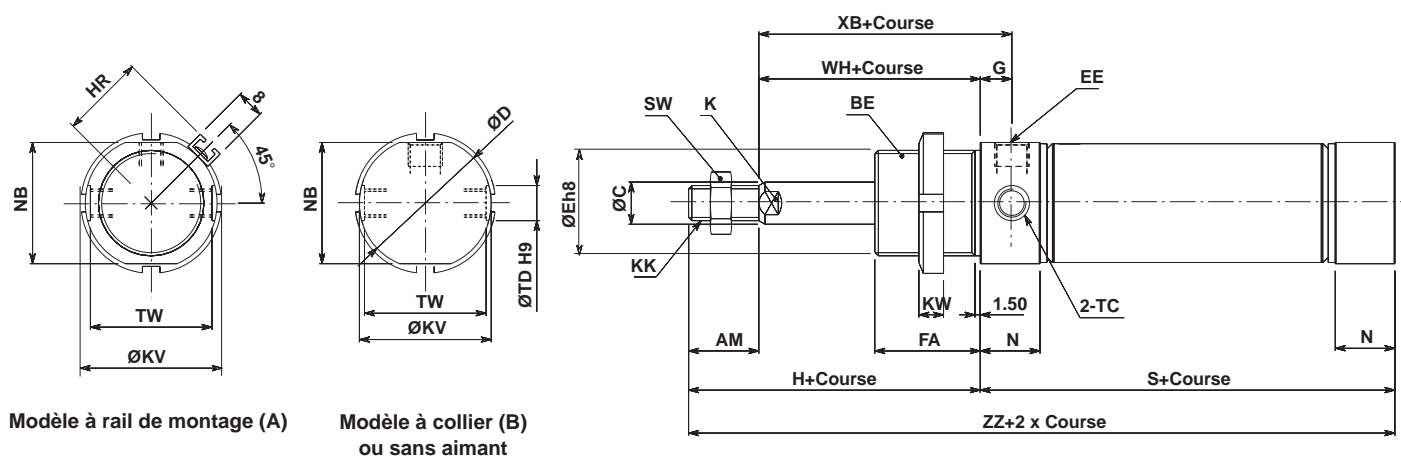 XB+Course
WH+Course
G
EE
HR
8
45°
NB
TW
ØKV
NB
ØD
ØTD H9
TW
ØKV
SW
K
BE
ØEh8
ØC
KK
KW
1.50
2-TC
AM
FA
N
N
H+Course
S+Course
ZZ+2 x Course
Modèle à rail de montage (A)
Modèle à collier (B)
ou sans aimant